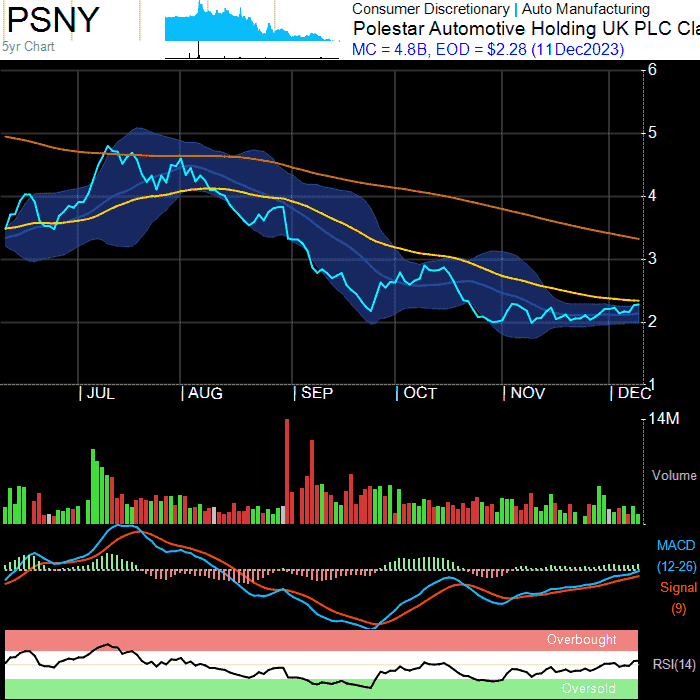 PSNY
5yr Chart
Consumer Discretionary | Auto Manufacturing
Polestar Automotive Holding UK PLC Cla
MC = 4.8B, EOD = $2.28 (11Dec2023)
6
5
4
3
2
1
JUL AUG SEP OCT NOV DEC
14M
Volume
MACD
(12-26)
Signal
(9)
Overbought
RSI(14)
Oversold